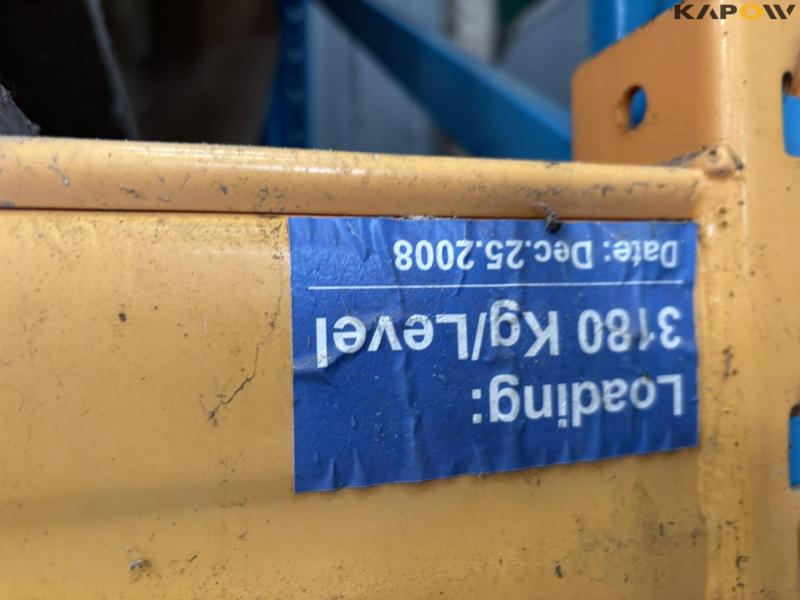 KAPOW
Loading:
3180 Kg/Level
Date: Dec.25.2008